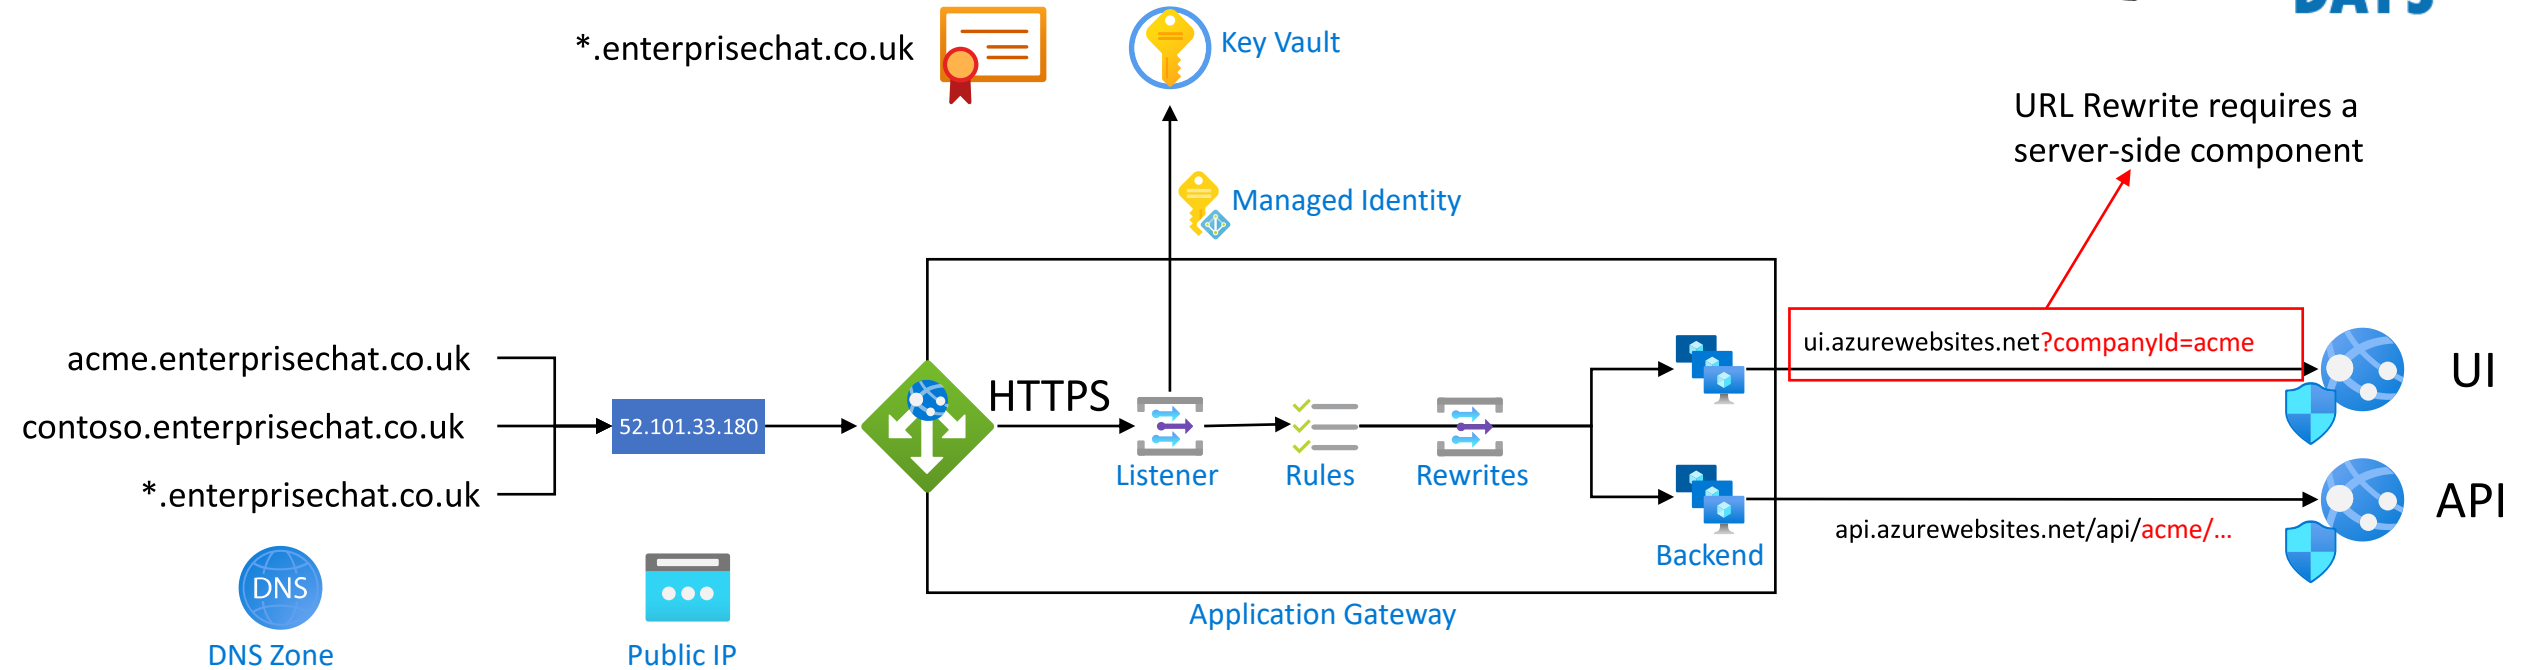 DAYS
*.enterprisechat.co.uk
Key Vault
URL Rewrite requires a
server-side component
Managed Identity
acme.enterprisechat.co.uk
contoso.enterprisechat.co.uk
*.enterprisechat.co.uk
52.101.33.180
HTTPS
Listener
Rules
Rewrites
Backend
ui.azurewebsites.net?companyId=acme
UI
API
api.azurewebsites.net/api/acme/...
Application Gateway
DNS
DNS Zone
Public IP